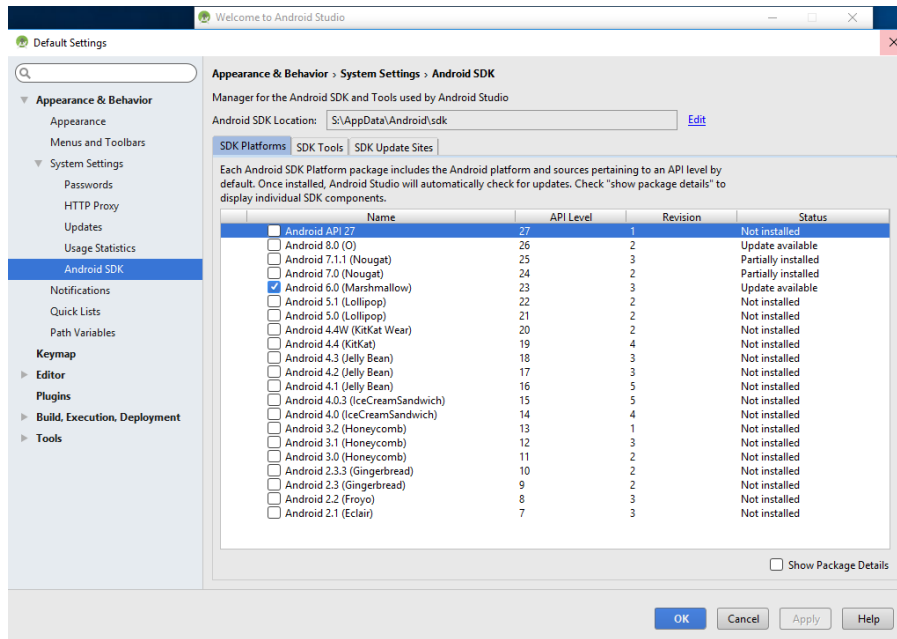 Welcome to Android Studio
Default Settings
Appearance & Behavior
Appearance
Menus and Toolbars
System Settings
Passwords
HTTP Proxy
Updates
Usage Statistics
Android SDK
Notifications
Quick Lists
Path Variables
Keymap
Editor
Plugins
Build, Execution, Deployment
Tools
Appearance & Behavior › System Settings › Android SDK
Manager for the Android SDK and Tools used by Android Studio
Android SDK Location: S:\AppData\Android\sdk Edit
SDK Platforms SDK Tools SDK Update Sites
Each Android SDK Platform package includes the Android platform and sources pertaining to an API level by
default. Once installed, Android Studio will automatically check for updates. Check "show package details" to
display individual SDK components.
Name API Level Revision Status
Android API 27 27 1 Not installed
Android 8.0 (O) 26 2 Update available
Android 7.1.1 (Nougat) 25 3 Partially installed
Android 7.0 (Nougat) 24 2 Partially installed
Android 6.0 (Marshmallow) 23 3 Update available
Android 5.1 (Lollipop) 22 2 Not installed
Android 5.0 (Lollipop) 21 2 Not installed
Android 4.4W (KitKat Wear) 20 2 Not installed
Android 4.4 (KitKat) 19 4 Not installed
Android 4.3 (Jelly Bean) 18 3 Not installed
Android 4.2 (Jelly Bean) 17 3 Not installed
Android 4.1 (Jelly Bean) 16 5 Not installed
Android 4.0.3 (IceCreamSandwich) 15 5 Not installed
Android 4.0 (IceCreamSandwich) 14 4 Not installed
Android 3.2 (Honeycomb) 13 1 Not installed
Android 3.1 (Honeycomb) 12 3 Not installed
Android 3.0 (Honeycomb) 11 2 Not installed
Android 2.3.3 (Gingerbread) 10 2 Not installed
Android 2.3 (Gingerbread) 9 2 Not installed
Android 2.2 (Froyo) 8 3 Not installed
Android 2.1 (Eclair) 7 3 Not installed
Show Package Details
OK Cancel Apply Help